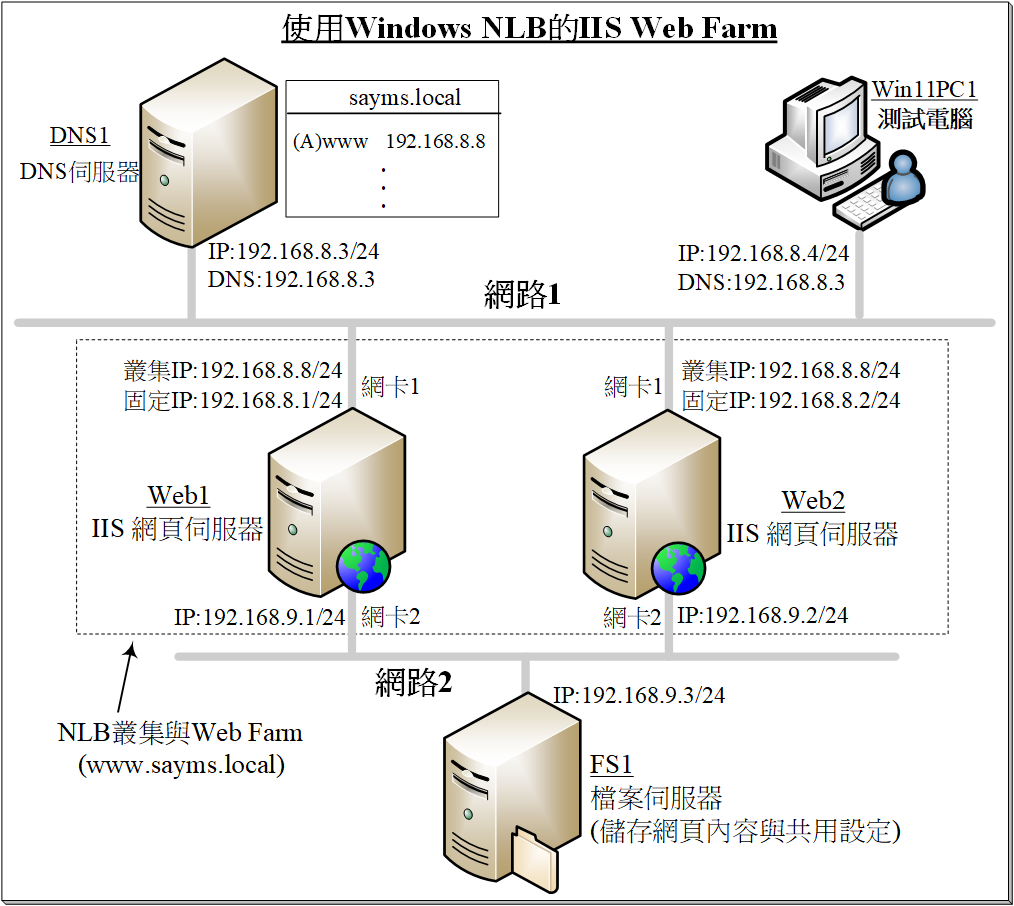 使用Windows NLB的IIS Web Farm
DNS1
DNS伺服器
sayms.local
(A)www 192.168.8.8
Win11PC1
測試電腦
IP:192.168.8.3/24
DNS:192.168.8.3
IP:192.168.8.4/24
DNS:192.168.8.3
網路1
叢集IP:192.168.8.8/24
固定IP:192.168.8.1/24
網卡1
網卡1
叢集IP:192.168.8.8/24
固定IP:192.168.8.2/24
Web1
IIS 網頁伺服器
Web2
IIS 網頁伺服器
IP:192.168.9.1/24
網卡2
網卡2
IP:192.168.9.2/24
網路2
IP:192.168.9.3/24
NLB叢集與Web Farm
(www.sayms.local)
FS1
檔案伺服器
(儲存網頁內容與共用設定)